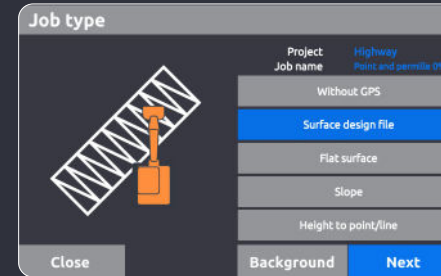 Job type
Project Highway
Job name Point and permille
Without GPS
Surface design file
Flat surface
Slope
Height to point/line
Close
Background
Next